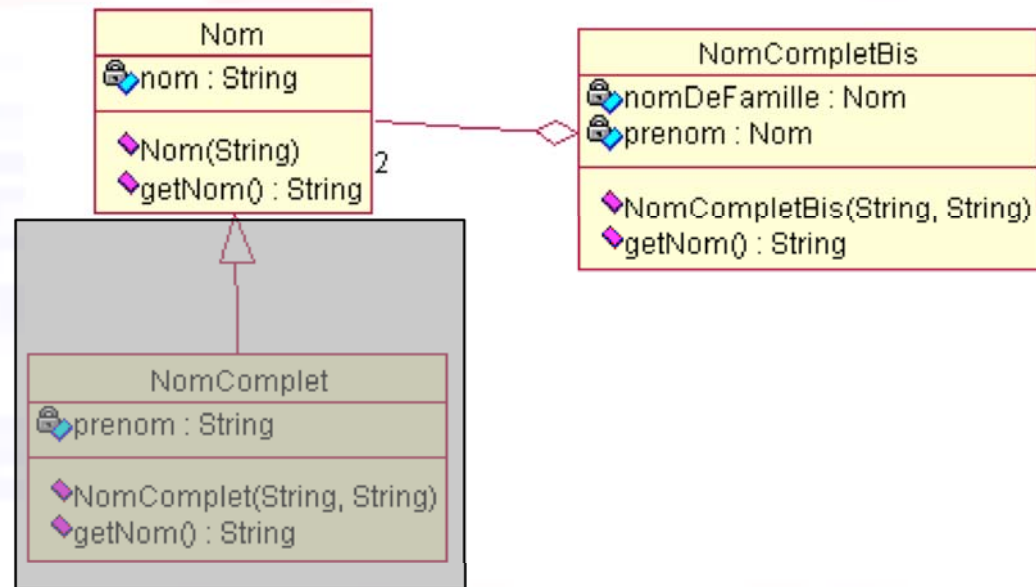 Nom
nom : String
Nom(String)
getNom() : String
2
NomCompletBis
nomDeFamille : Nom
prenom : Nom
NomCompletBis(String, String)
getNom() : String
NomComplet
prenom : String
NomComplet(String, String)
getNom() : String